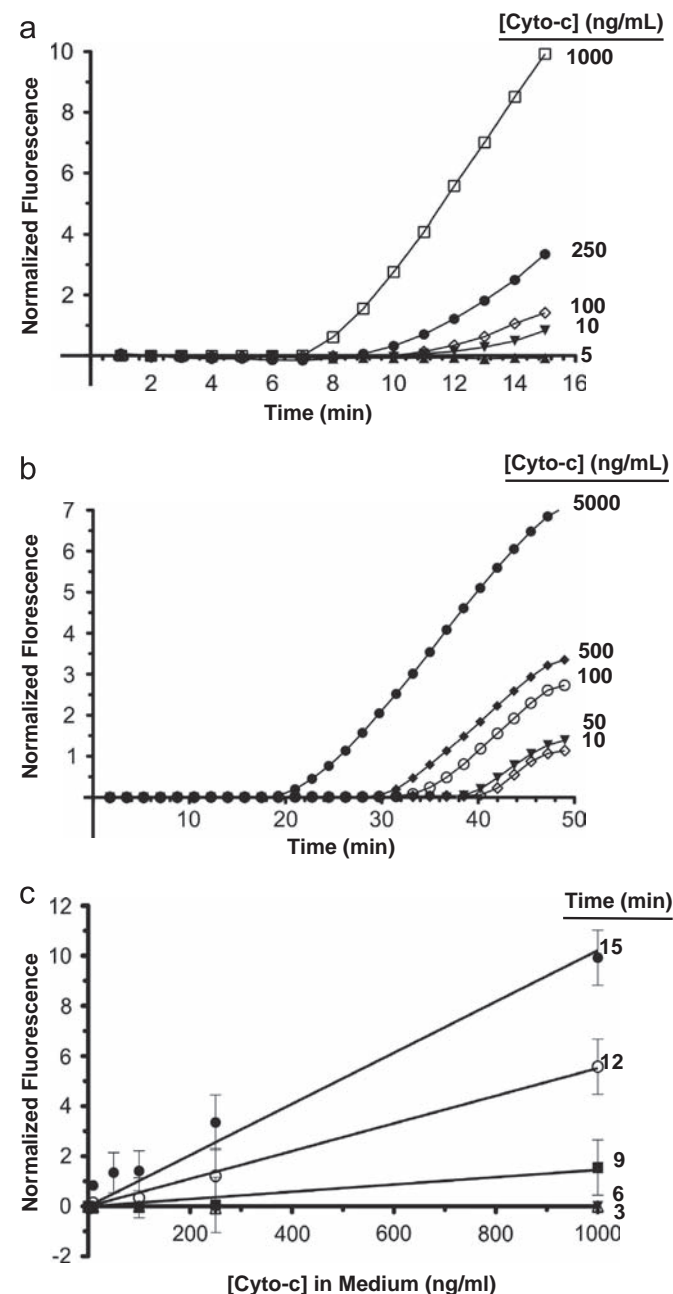 a
[Cyto-c] (ng/mL)
10
8
6
4
2
Normalized Fluorescence
1000
250
100
10
5
2 4 6 8 10 12 14 16
Time (min)
b
[Cyto-c] (ng/mL)
7
6
5
4
3
2
1
Normalized Florescence
5000
500
100
50
10
10 20 30 40 50
Time (min)
c
Time (min)
12
10
8
6
4
2
0
-2
Normalized Fluorescence
15
12
9
6
3
200 400 600 800 1000
[Cyto-c] in Medium (ng/ml)